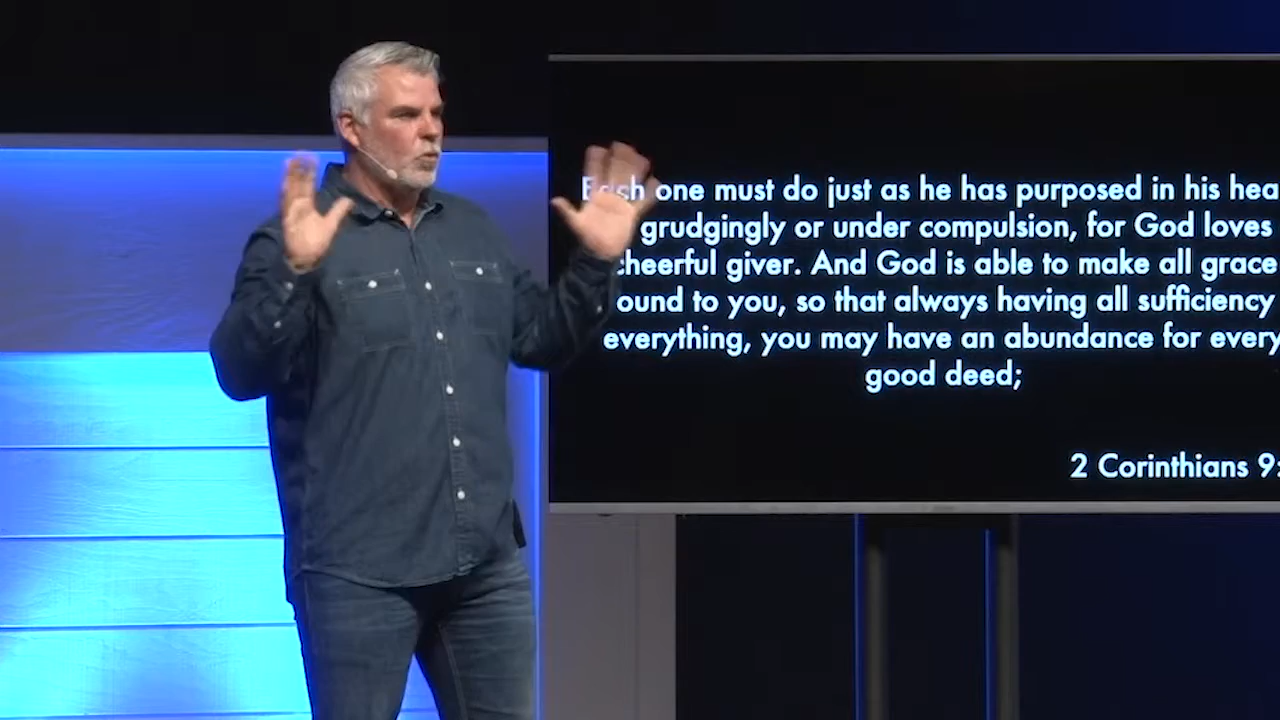 Each one must do just as he has purposed in his
grudgingly or under compulsion, for God loves
cheerful giver. And God is able to make all grace
to you, so that always having all sufficiency
everything, you may have an abundance for every
good deed;
2 Corinthians 9: